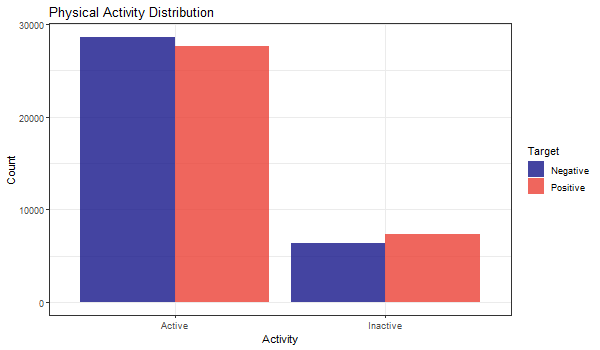 Physical Activity Distribution
30000
20000
10000
0
Count
Active
Inactive
Activity
Target
Negative
Positive